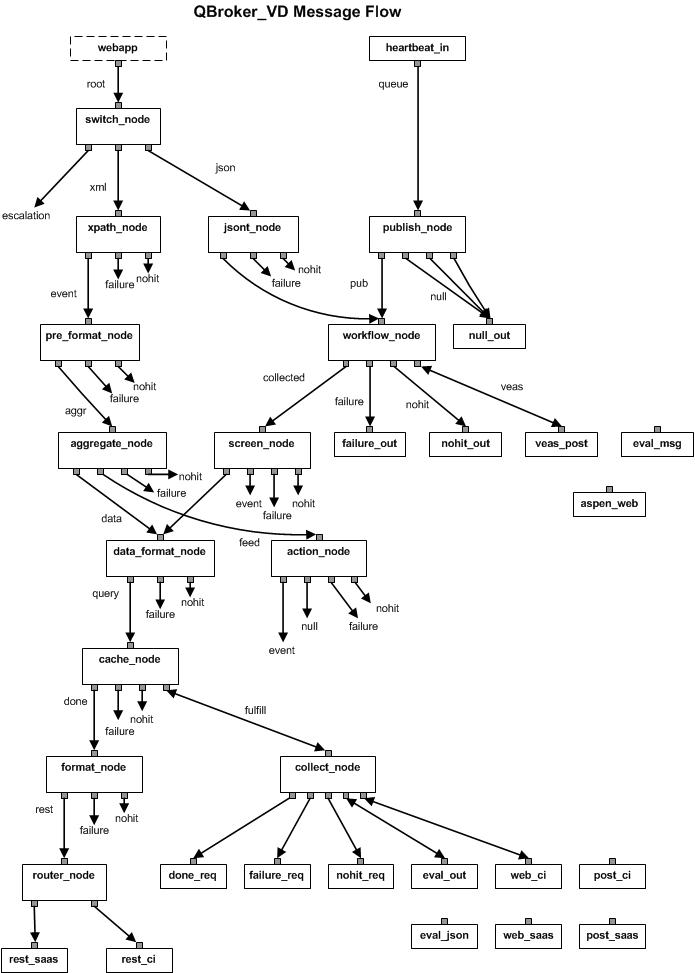 QBroker_VD Message Flow
webapp
heartbeat_in
root
queue
switch_node
json
xml
escalation
xpath_node
jsont_node
publish_node
failure
nohit
failure
nohit
event
pub
null
pre_format_node
workflow_node
null_out
collected
veas
failure
nohit
failure
nohit
aggr
aggregate_node
screen_node
failure_out
nohit_out
veas_post
eval_msg
nohit
failure
event
failure
nohit
aspen_web
data
feed
data_format_node
action_node
query
failure
nohit
null
failure
nohit
event
cache_node
done
failure
nohit
fulfill
format_node
collect_node
rest
failure
nohit
router_node
done_req
failure_req
nohit_req
eval_out
web_ci
post_ci
eval_json
web_saas
post_saas
rest_saas
rest_ci